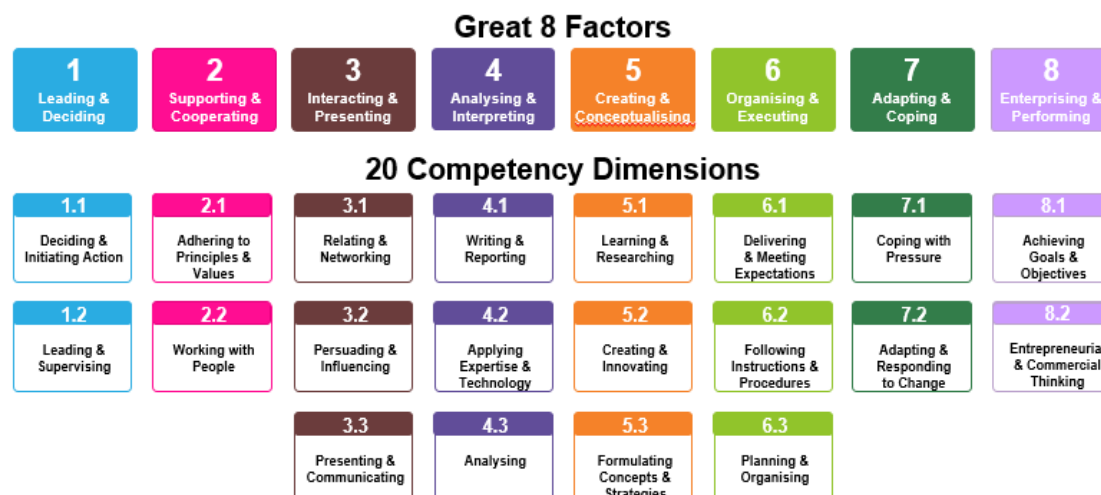 Great 8 Factors
1
Leading &
Deciding
2
Supporting &
Cooperating
3
Interacting &
Presenting
4
Analysing &
Interpreting
5
Creating &
Conceptualising
6
Organising &
Executing
7
Adapting &
Coping
8
Enterprising &
Performing
20 Competency Dimensions
1.1
Deciding &
Initiating Action
2.1
Adhering to
Principles &
Values
3.1
Relating &
Networking
4.1
Writing &
Reporting
5.1
Learning &
Researching
6.1
Delivering
& Meeting
Expectations
7.1
Coping with
Pressure
8.1
Achieving
Goals &
Objectives
1.2
Leading &
Supervising
2.2
Working with
People
3.2
Persuading &
Influencing
4.2
Applying
Expertise &
Technology
5.2
Creating &
Innovating
6.2
Following
Instructions &
Procedures
7.2
Adapting &
Responding
to Change
8.2
Entrepreneuria
& Commercial
Thinking
3.3
Presenting &
Communicating
4.3
Analysing
5.3
Formulating
Concepts &
Strategies
6.3
Planning &
Organising